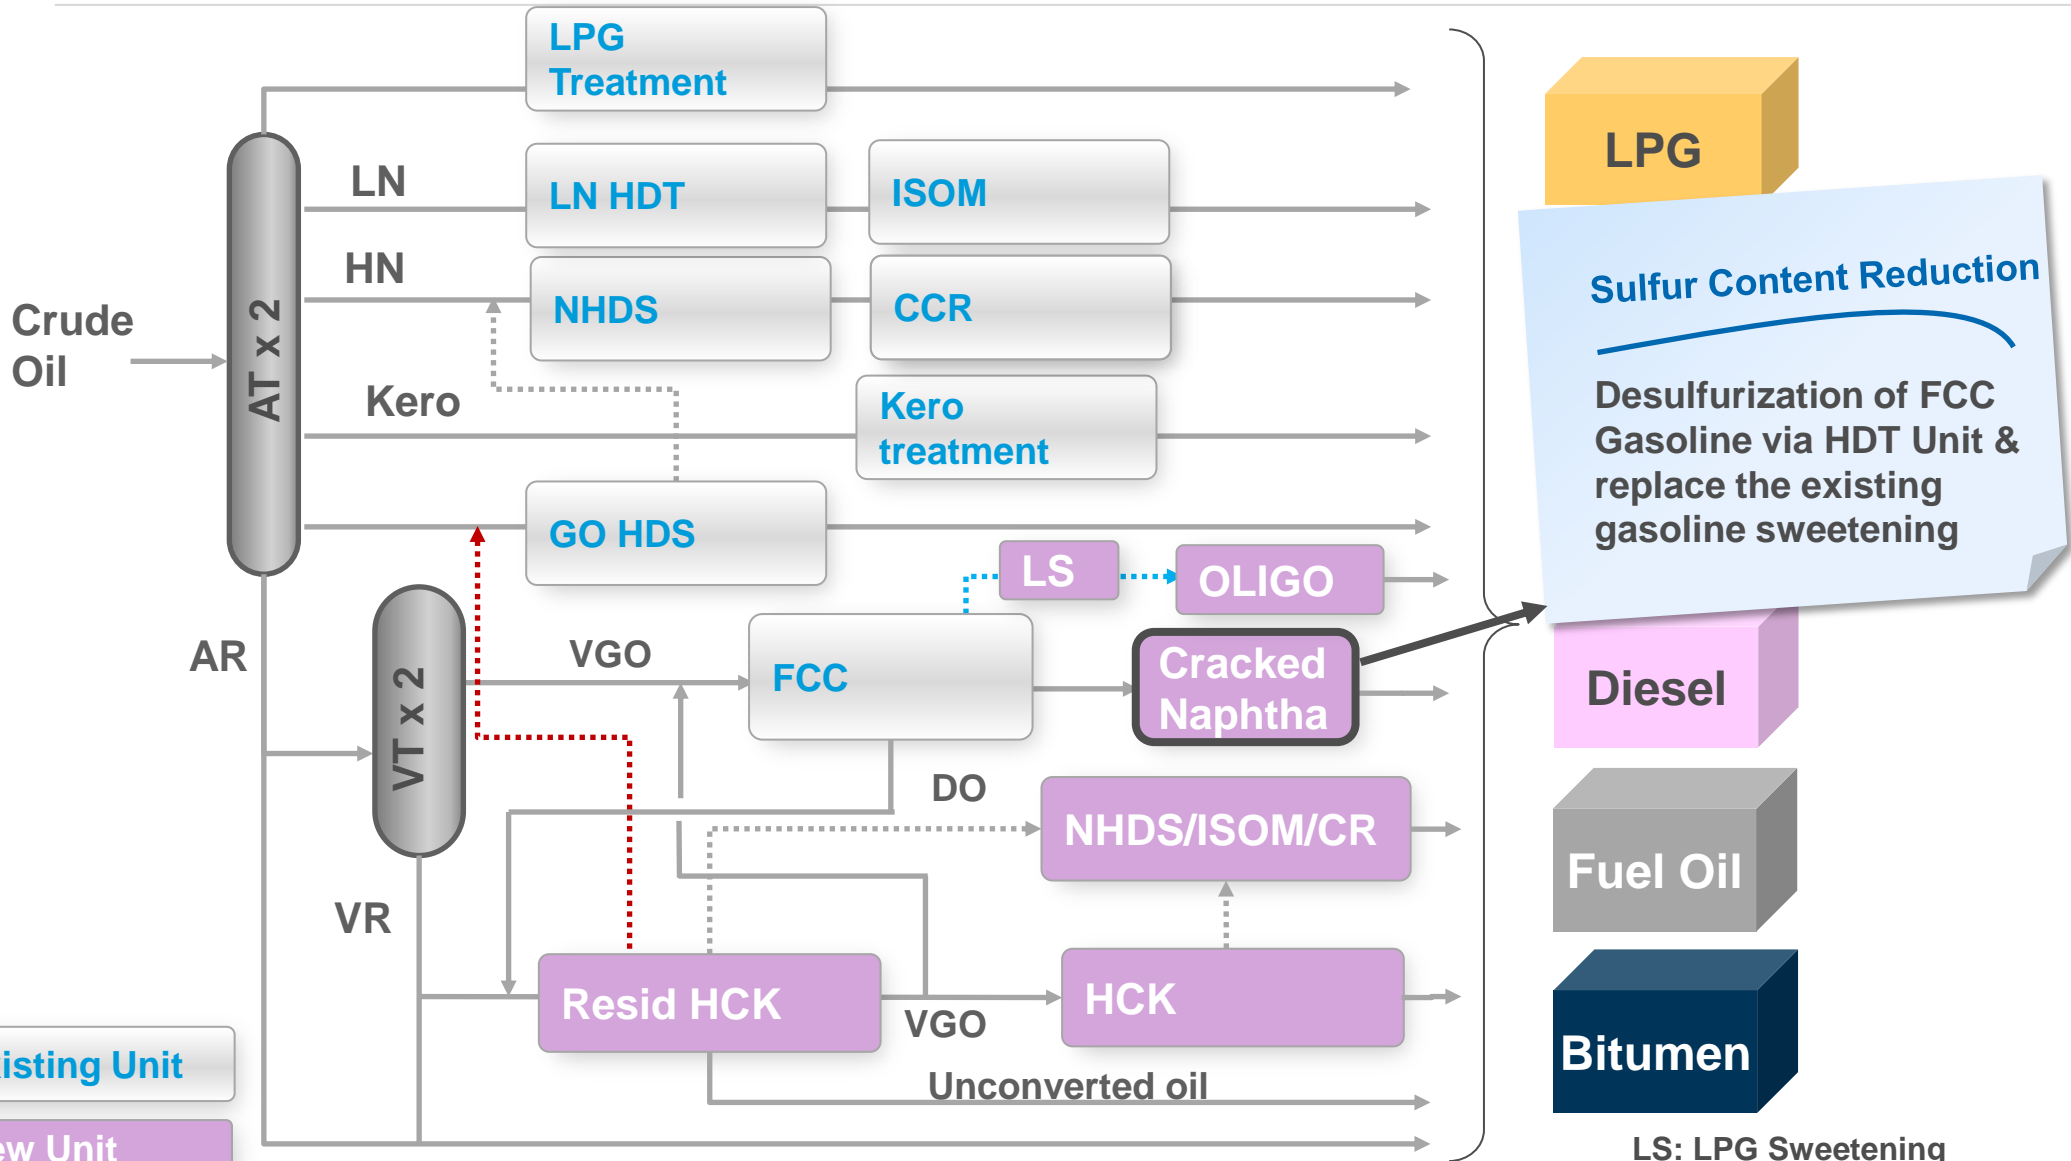 LPG
Treatment
LN
LN HDT
ISOM
HN
NHDS
CCR
Crude
Oil
AT x 2
Kero
Kero
treatment
GO HDS
LS
OLIGO
AR
VGO
FCC
Cracked
Naphtha
VT x 2
DO
NHDS/ISOM/CR
VR
Resid HCK
VGO
HCK
Unconverted oil
isting Unit
ew Unit
LPG
Sulfur Content Reduction
Desulfurization of FCC
Gasoline via HDT Unit &
replace the existing
gasoline sweetening
Diesel
Fuel Oil
Bitumen
LS: LPG Sweetening